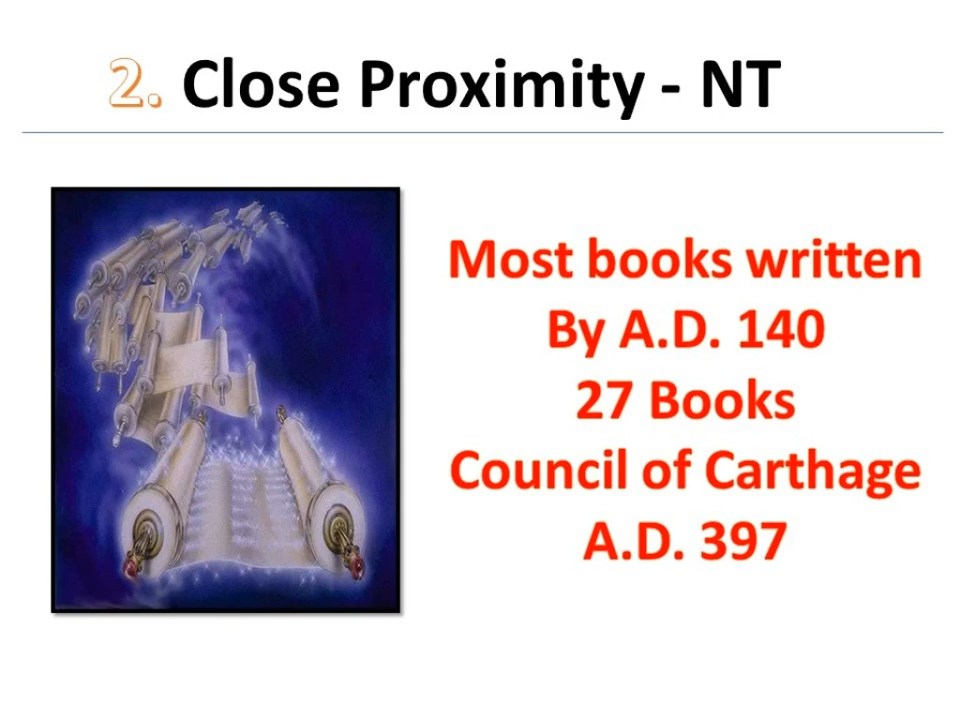 2. Close Proximity - NT
Most books written
By A.D. 140
27 Books
Council of Carthage
A.D. 397